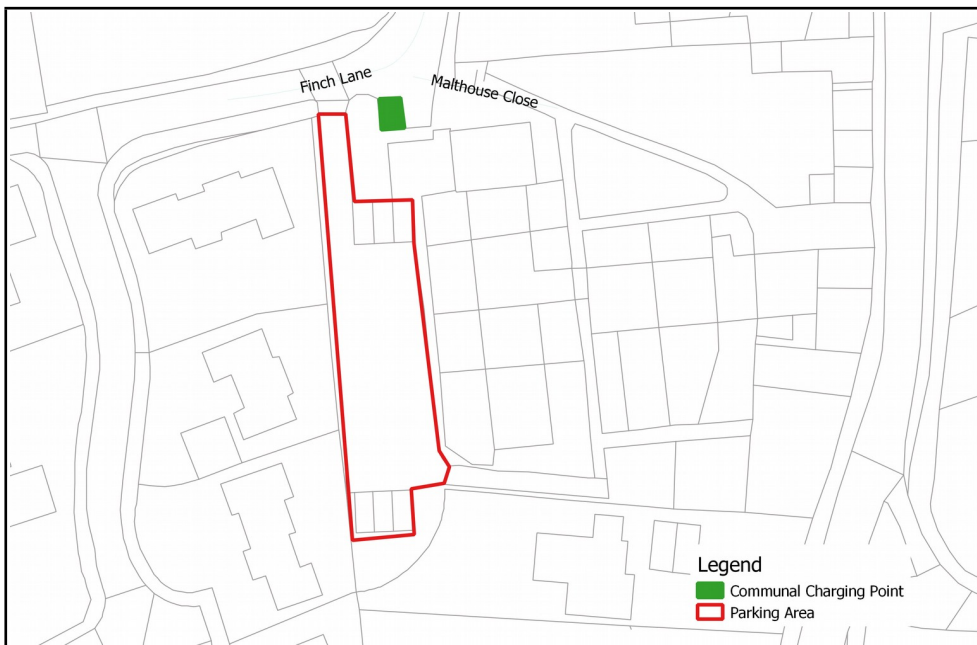 Finch Lane
Malthouse Close
Legend
Communal Charging Point
Parking Area